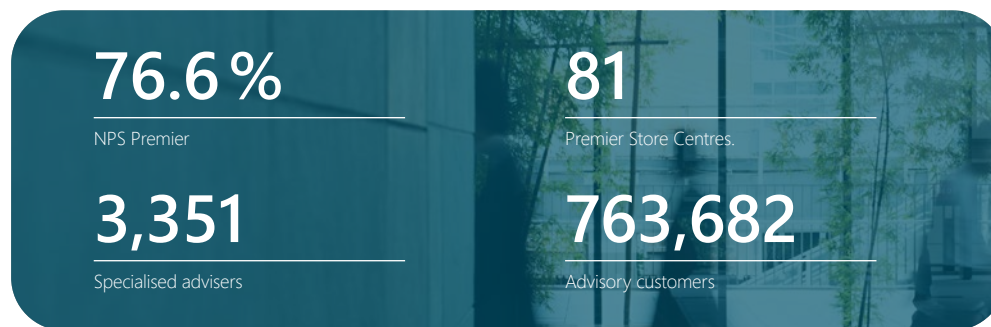 76.6 %
NPS Premier
81
Premier Store Centres.
3,351
Specialised advisers
763,682
Advisory customers